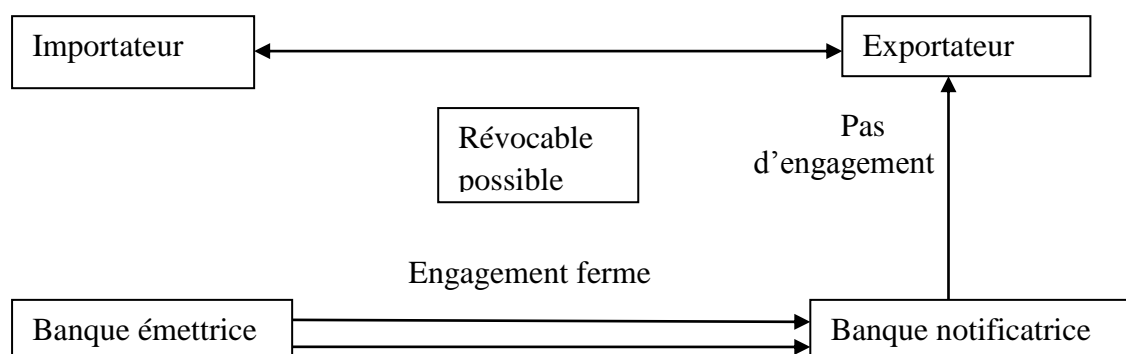 Importateur
Exportateur
Révocable
possible
Pas
d’engagement
Engagement ferme
Banque émettrice
Banque notificatrice